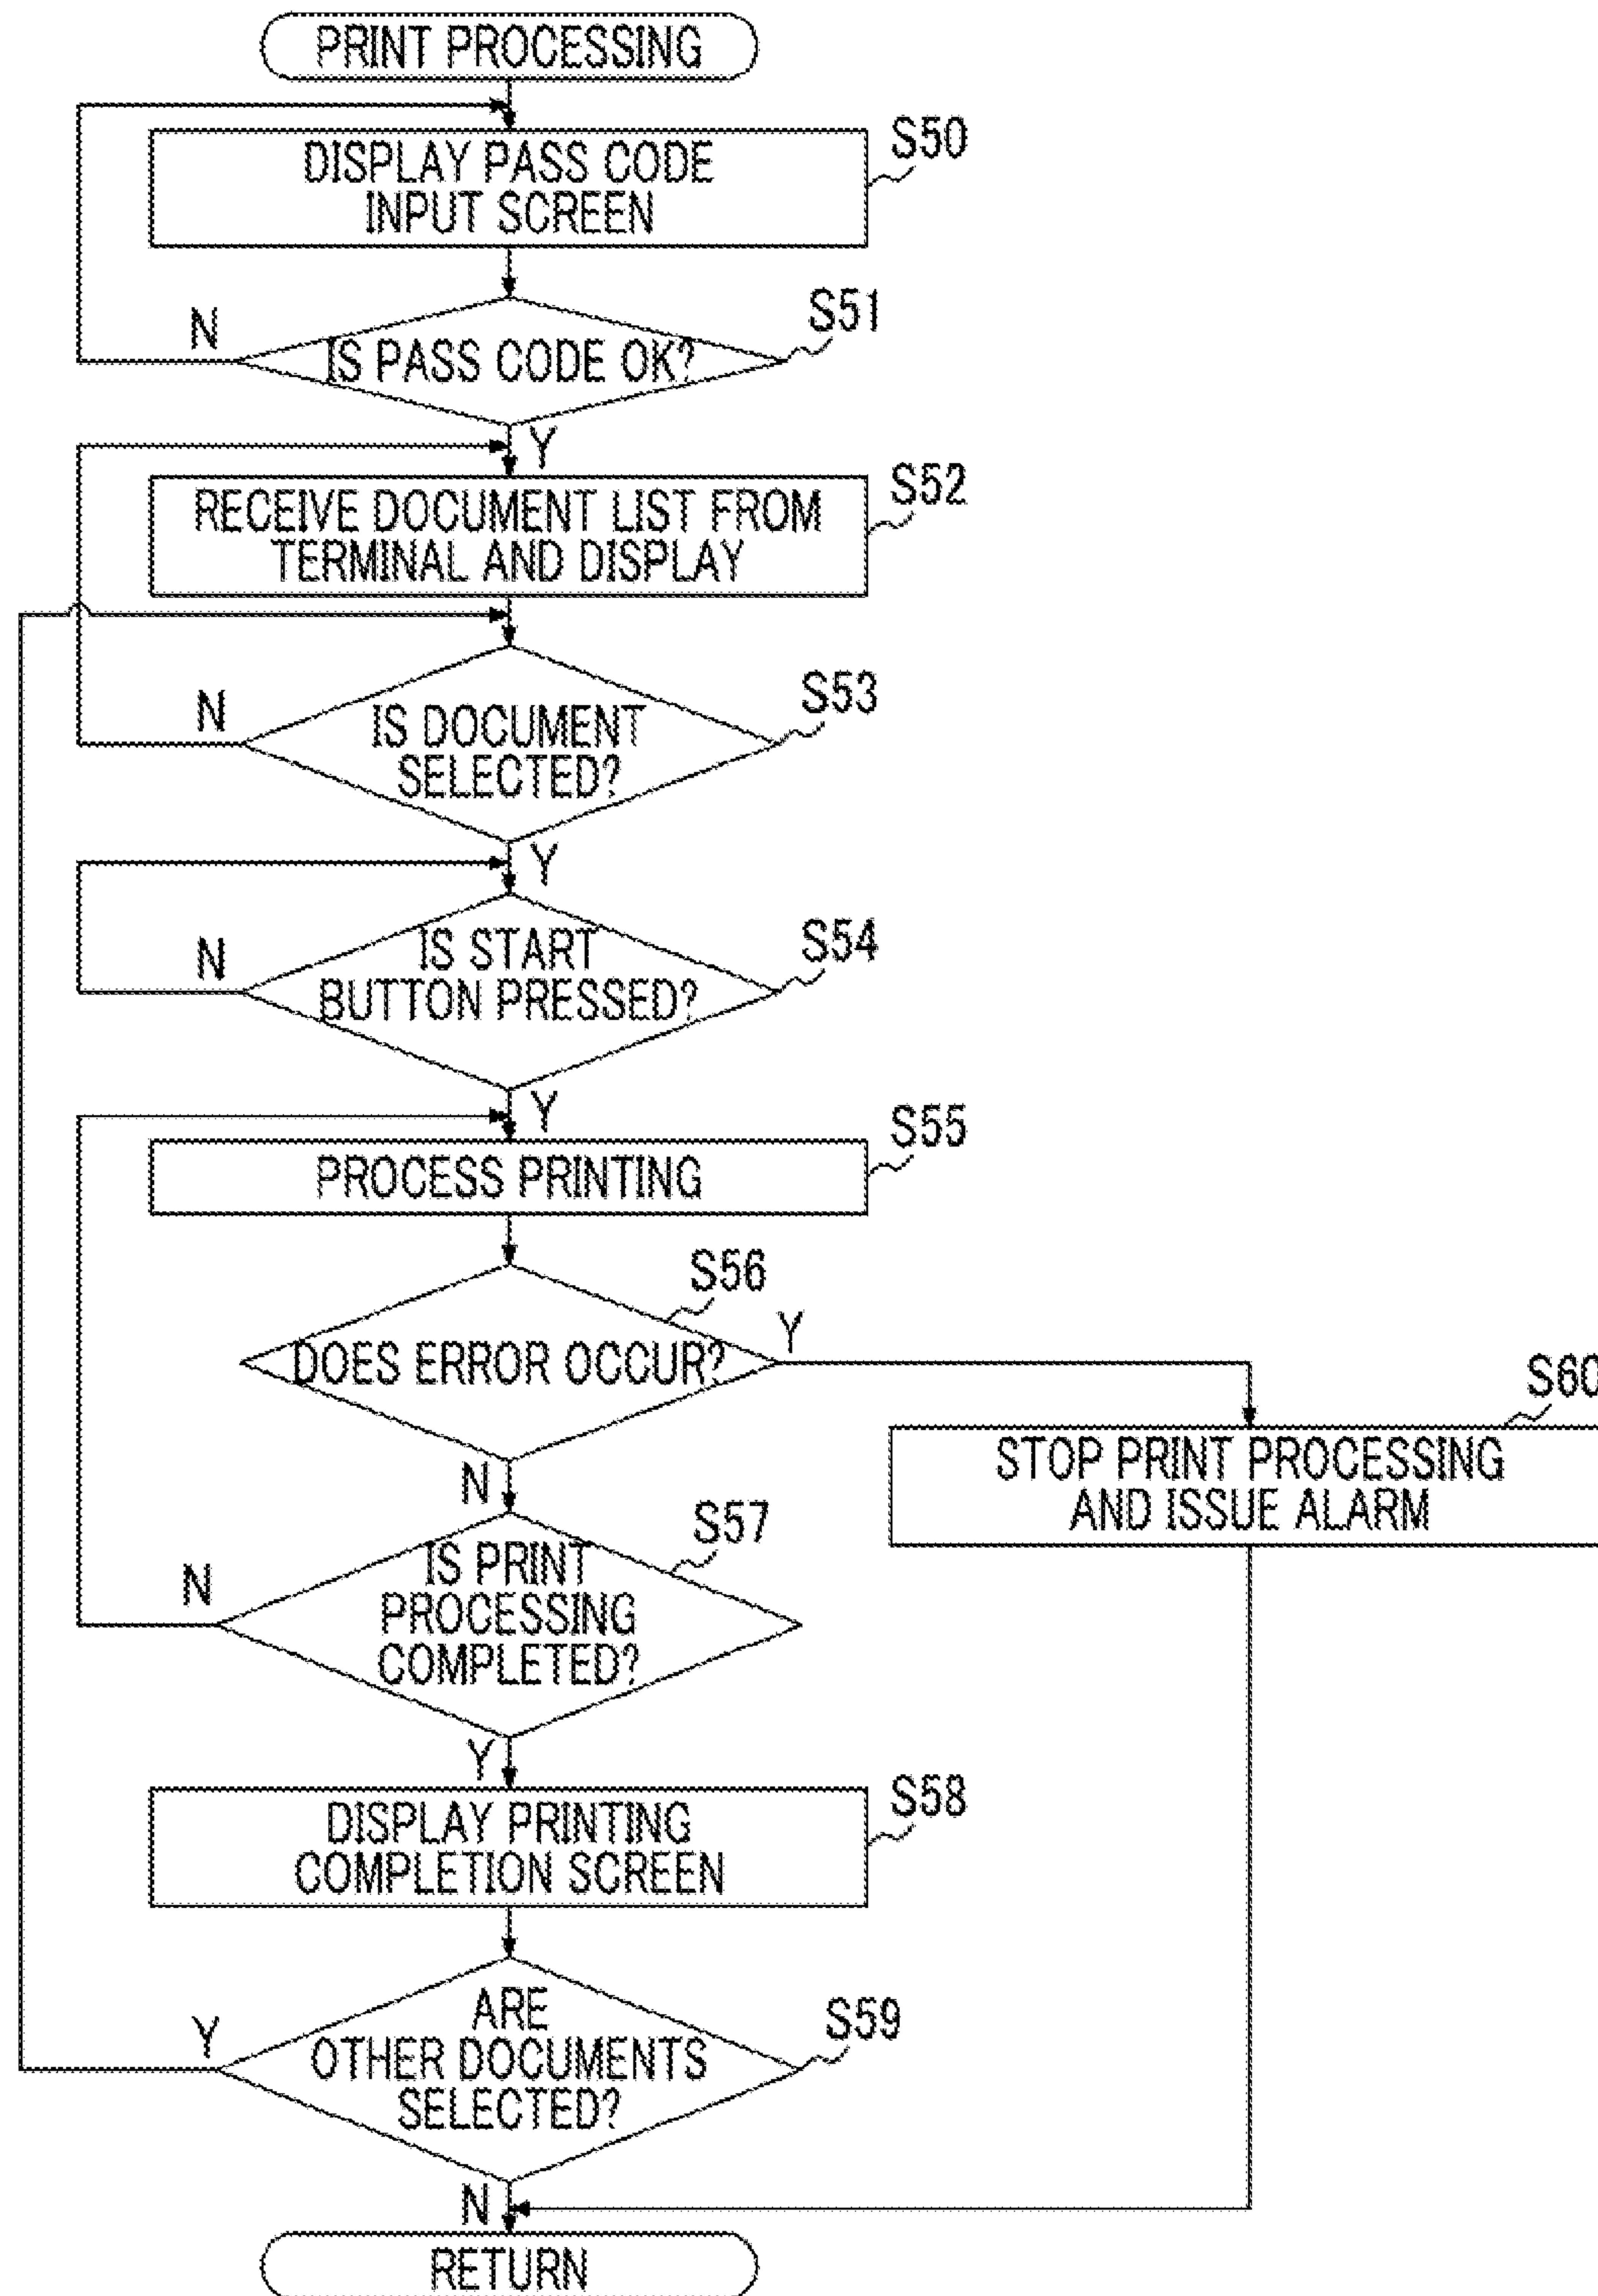 PRINT PROCESSING
S50
DISPLAY PASS CODE
INPUT SCREEN
S51
N
IS PASS CODE OK?
Y
S52
RECEIVE DOCUMENT LIST FROM
TERMINAL AND DISPLAY
S53
N
IS DOCUMENT
SELECTED?
Y
S54
N
IS START
BUTTON PRESSED?
Y
S55
PROCESS PRINTING
S56
Y
DOES ERROR OCCUR?
S60
STOP PRINT PROCESSING
AND ISSUE ALARM
N
S57
N
IS PRINT
PROCESSING
COMPLETED?
Y
S58
DISPLAY PRINTING
COMPLETION SCREEN
S59
Y
ARE
OTHER DOCUMENTS
SELECTED?
N
RETURN